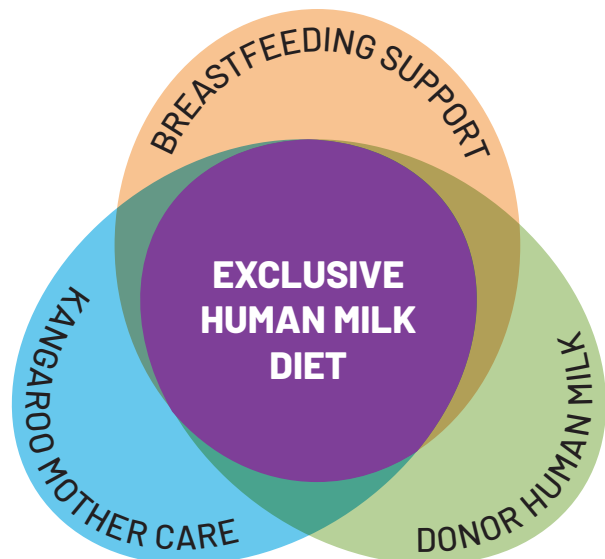 BREASTFEEDING SUPPORT
EXCLUSIVE
HUMAN MILK
DIET
KANGAROO MOTHER CARE
DONOR HUMAN MILK